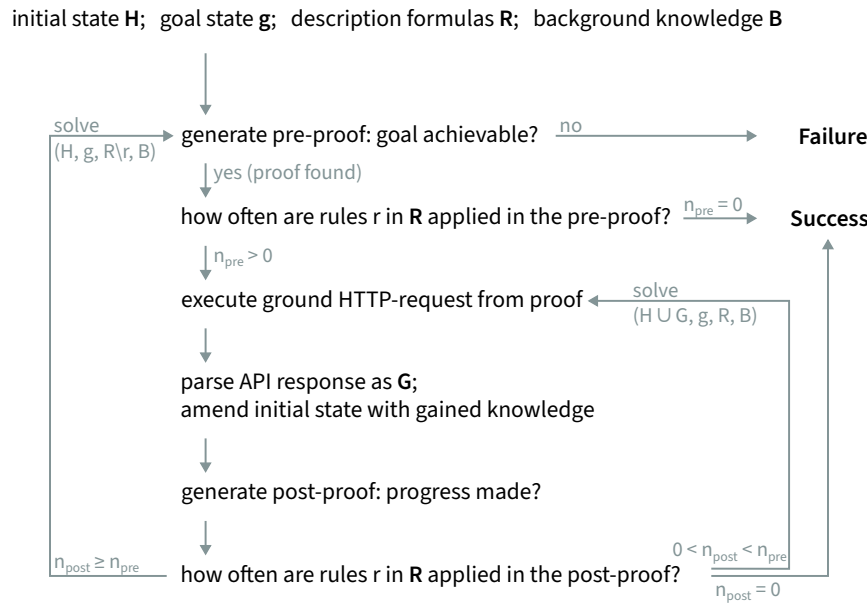 initial state H; goal state g; description formulas R; background knowledge B
solve
(H, g, R\r, B)
generate pre-proof: goal achievable?
no
Failure
yes (proof found)
how often are rules r in R applied in the pre-proof?
n_pre = 0
Success
n_pre > 0
execute ground HTTP-request from proof
solve
(H ∪ G, g, R, B)
parse API response as G;
amend initial state with gained knowledge
generate post-proof: progress made?
n_post ≥ n_pre
how often are rules r in R applied in the post-proof?
0 < n_post < n_pre
n_post = 0